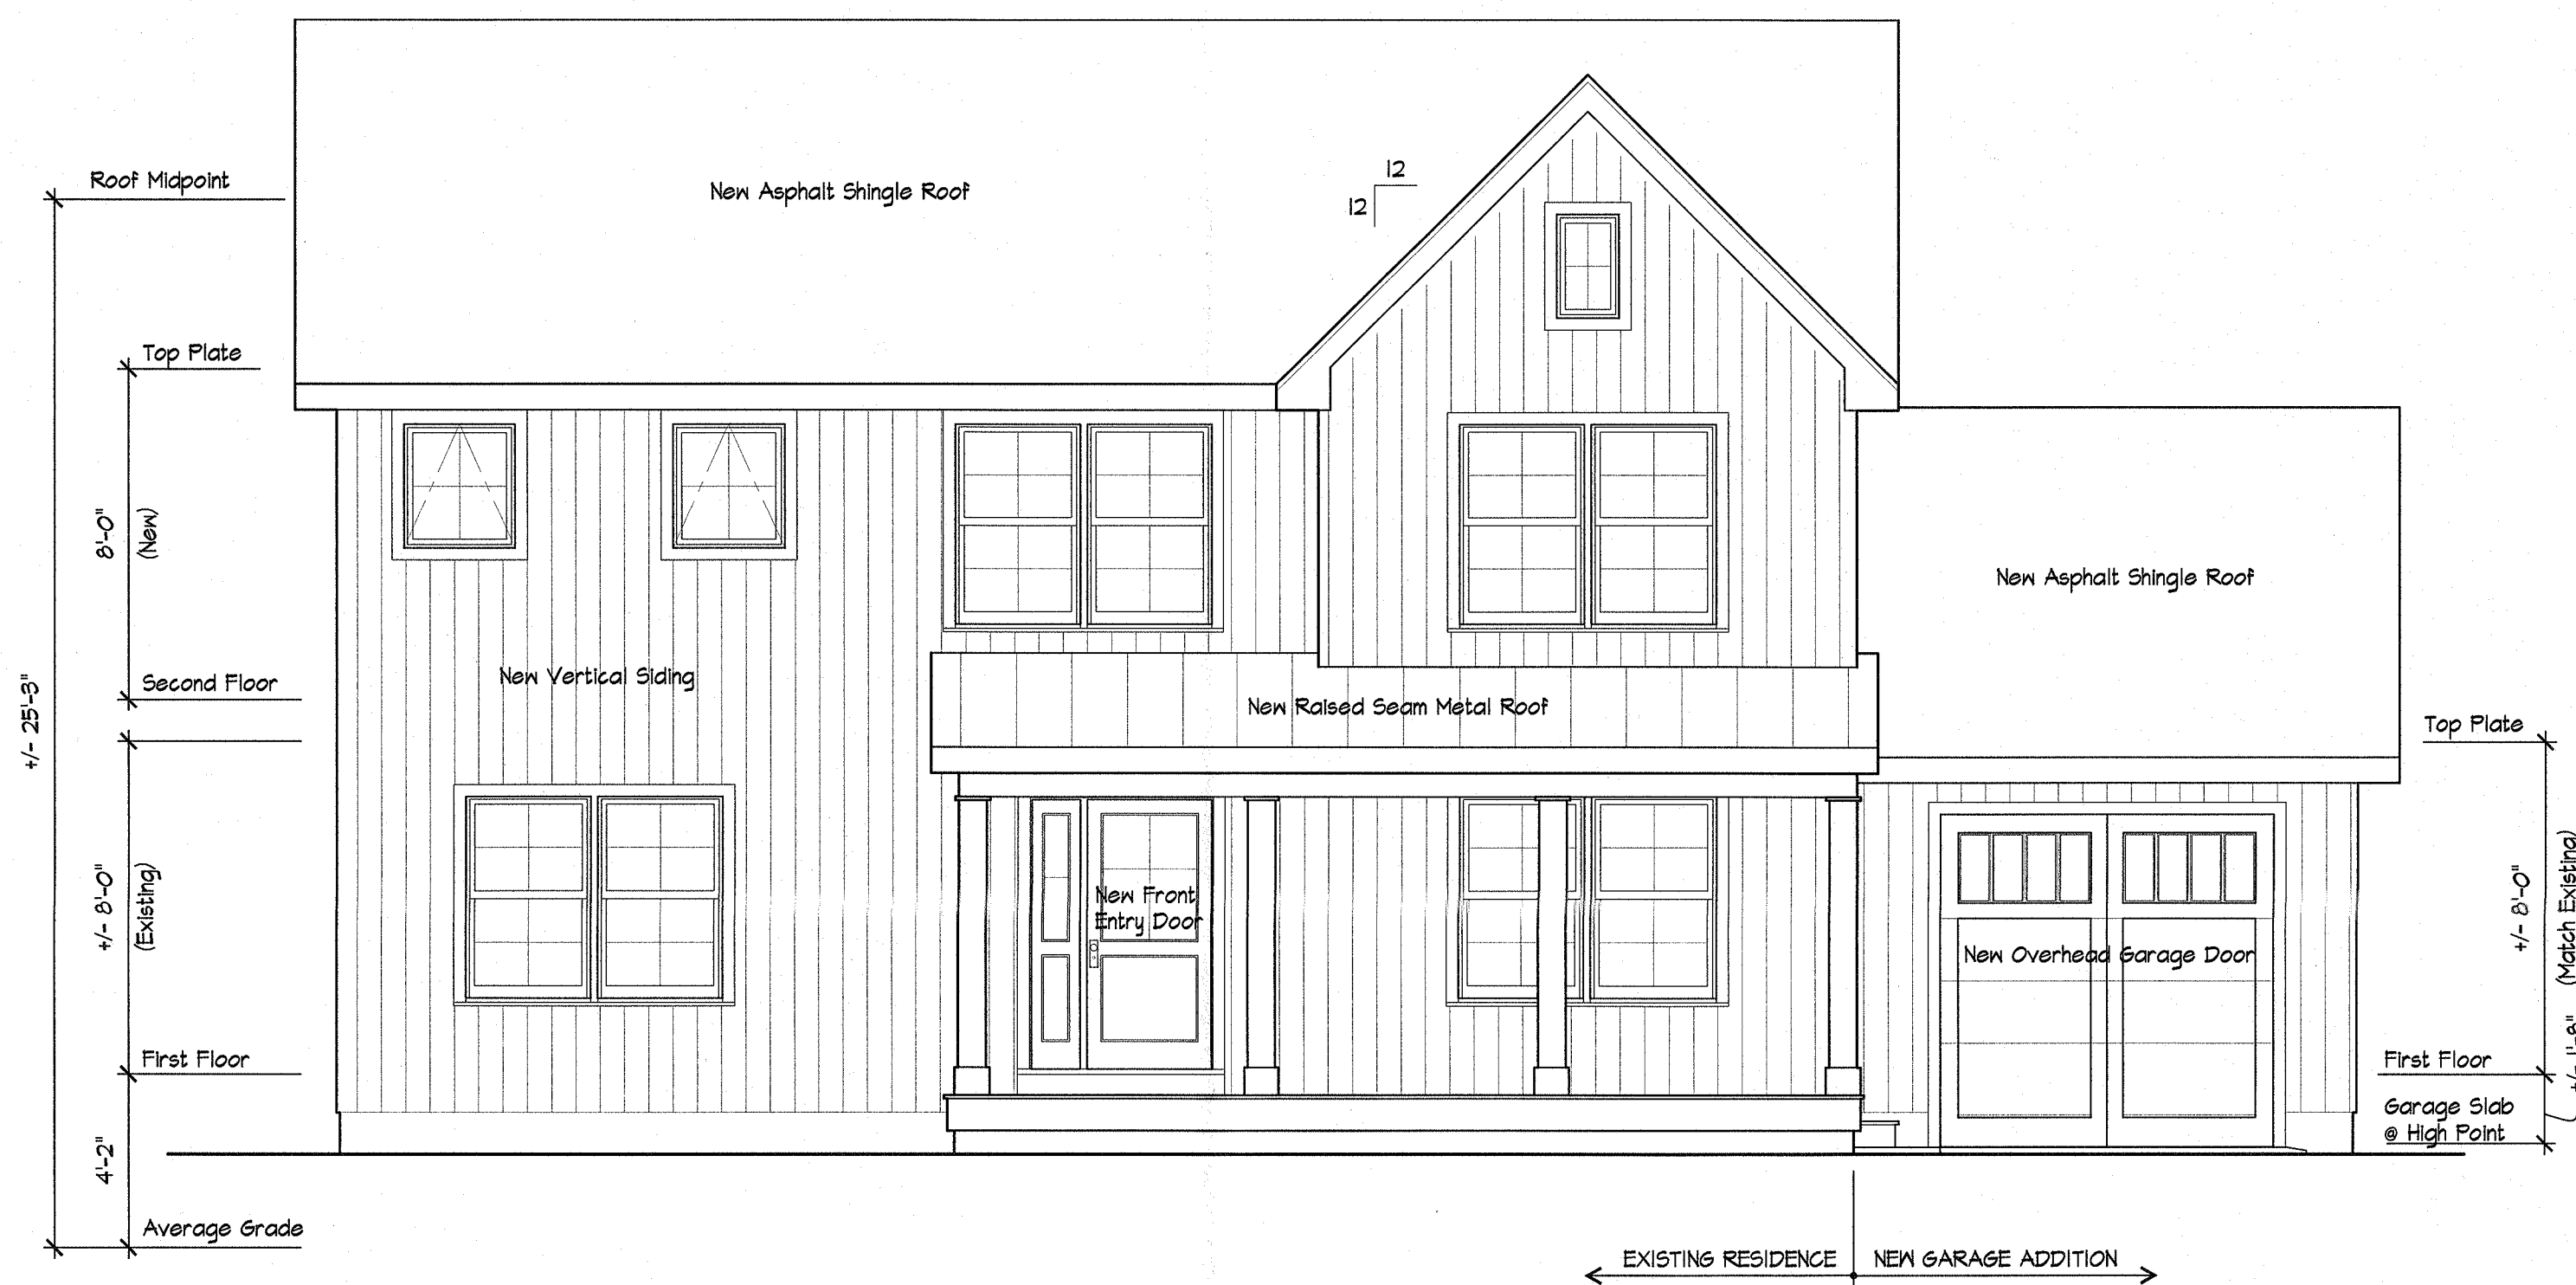 Roof Midpoint
New Asphalt Shingle Roof
12
12
Top Plate
8'-0"
(New)
Second Floor
New Vertical Siding
New Raised Seam Metal Roof
New Asphalt Shingle Roof
+/- 25'-3"
Top Plate
+/- 8'-0"
(Existing)
New Front
Entry Door
New Overhead Garage Door
+/- 8'-0"
(Match Existing)
First Floor
First Floor
+/- 1'-8"
Garage Slab
@ High Point
4'-2"
Average Grade
EXISTING RESIDENCE
NEW GARAGE ADDITION